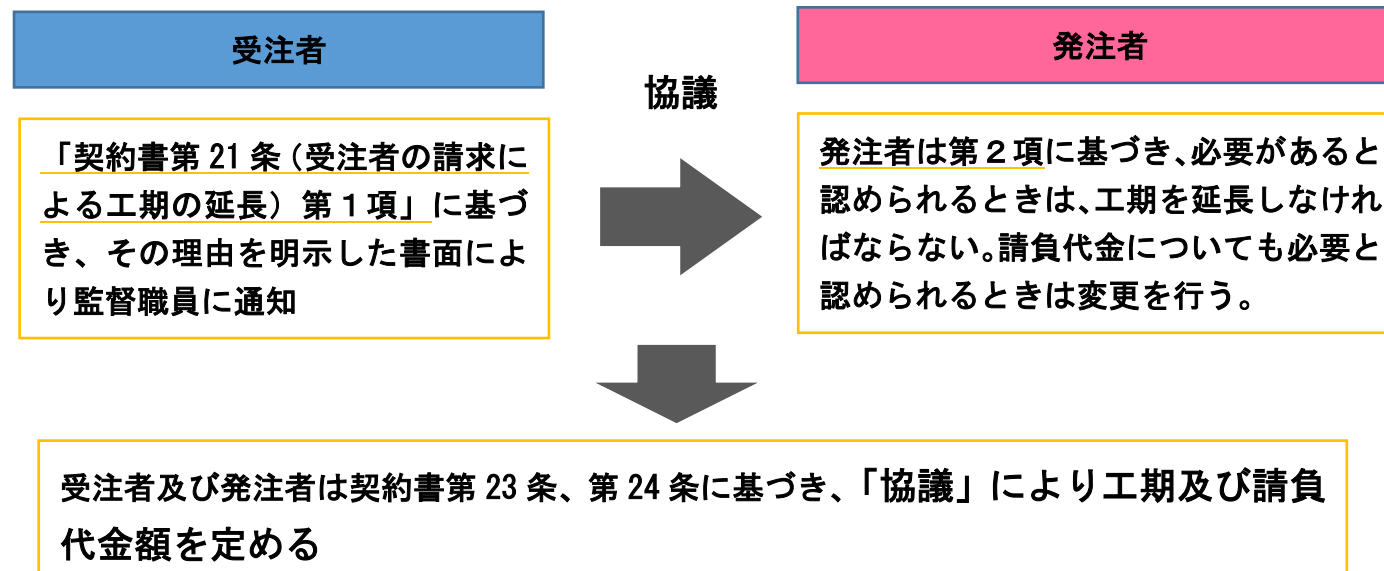 受注者
協議
発注者
「契約書第 21 条（受注者の請求に
よる工期の延長）第１項」に基づ
き、その理由を明示した書面によ
り監督職員に通知
発注者は第２項に基づき、必要があると
認められるときは、工期を延長しなけれ
ばならない。請負代金についても必要と
認められるときは変更を行う。
受注者及び発注者は契約書第 23 条、第 24 条に基づき、「協議」により工期及び請負
代金額を定める